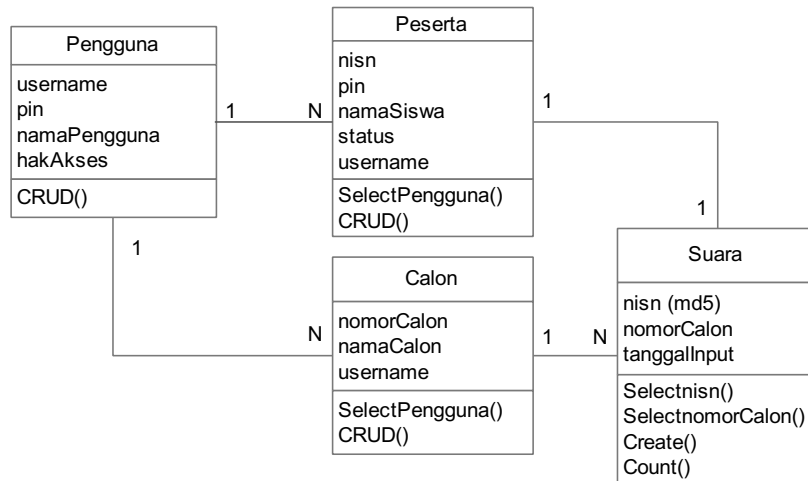 Pengguna
username
pin
namaPengguna
hakAkses
CRUD()
1
N
Peserta
nisn
pin
namaSiswa
status
username
SelectPengguna()
CRUD()
1
1
1
N
Calon
nomorCalon
namaCalon
username
SelectPengguna()
CRUD()
1
N
Suara
nisn (md5)
nomorCalon
tanggalInput
Selectnisn()
SelectnomorCalon()
Create()
Count()